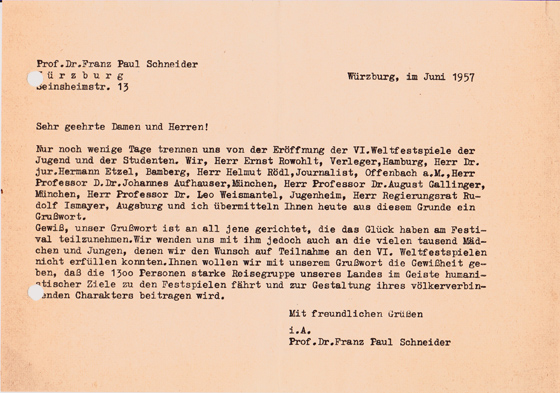 Prof.Dr.Franz Paul Schneider
ürzburg
einsheimstr. 13
Würzburg, im Juni 1957
Sehr geehrte Damen und Herren!
Nur noch wenige Tage trennen uns von der Eröffnung der VI.Weltfestspiele der
Jugend und der Studenten. Wir, Herr Ernst Rowohlt, Verleger,Hamburg, Herr Dr.
jur.Hermann Etzel, Bamberg, Herr Helmut Rödl,Journalist, Offenbach a.M.,Herr
Professor D.Dr.Johannes Aufhauser,München, Herr Professor Dr.August Gallinger,
München, Herr Professor Dr. Leo Weismantel, Jugenheim, Herr Regierungsrat Ru-
dolf Ismayer, Augsburg und ich übermitteln Ihnen heute aus diesem Grunde ein
Grußwort.
Gewiß, unser Grußwort ist an all jene gerichtet, die das Glück haben am Festi-
val teilzunehmen.Wir wenden uns mit ihm jedoch auch an die vielen tausend Mäd-
chen und Jungen, denen wir den Wunsch auf Teilnahme an den VI. Weltfestspielen
nicht erfüllen konnten.Ihnen wollen wir mit unserem Grußwort die Gewißheit ge-
ben, daß die 1300 Personen starke Reisegruppe unseres Landes im Geiste humani-
stischer Ziele zu den Festspielen fährt und zur Gestaltung ihres völkerverbin-
enden Charakters beitragen wird.
Mit freundlichen Grüßen
i.A.
Prof.Dr.Franz Paul Schneider